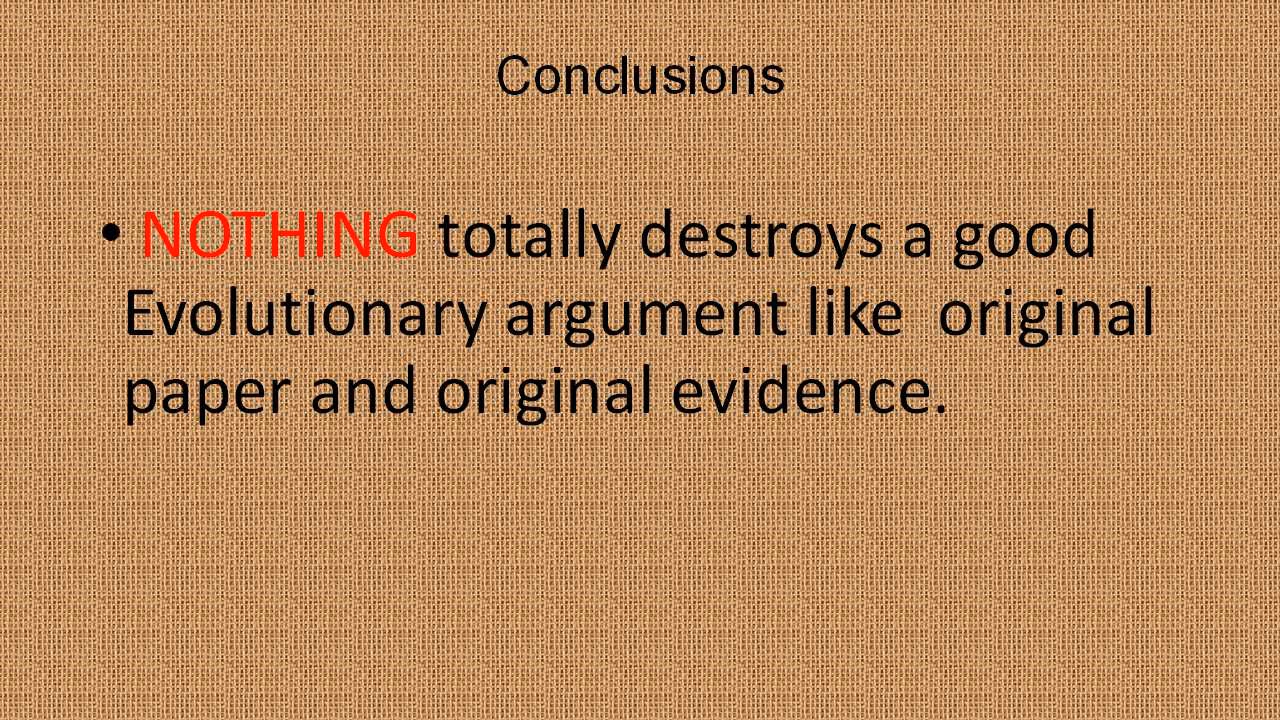 Conclusions
• NOTHING totally destroys a good
Evolutionary argument like  original
paper and original evidence.